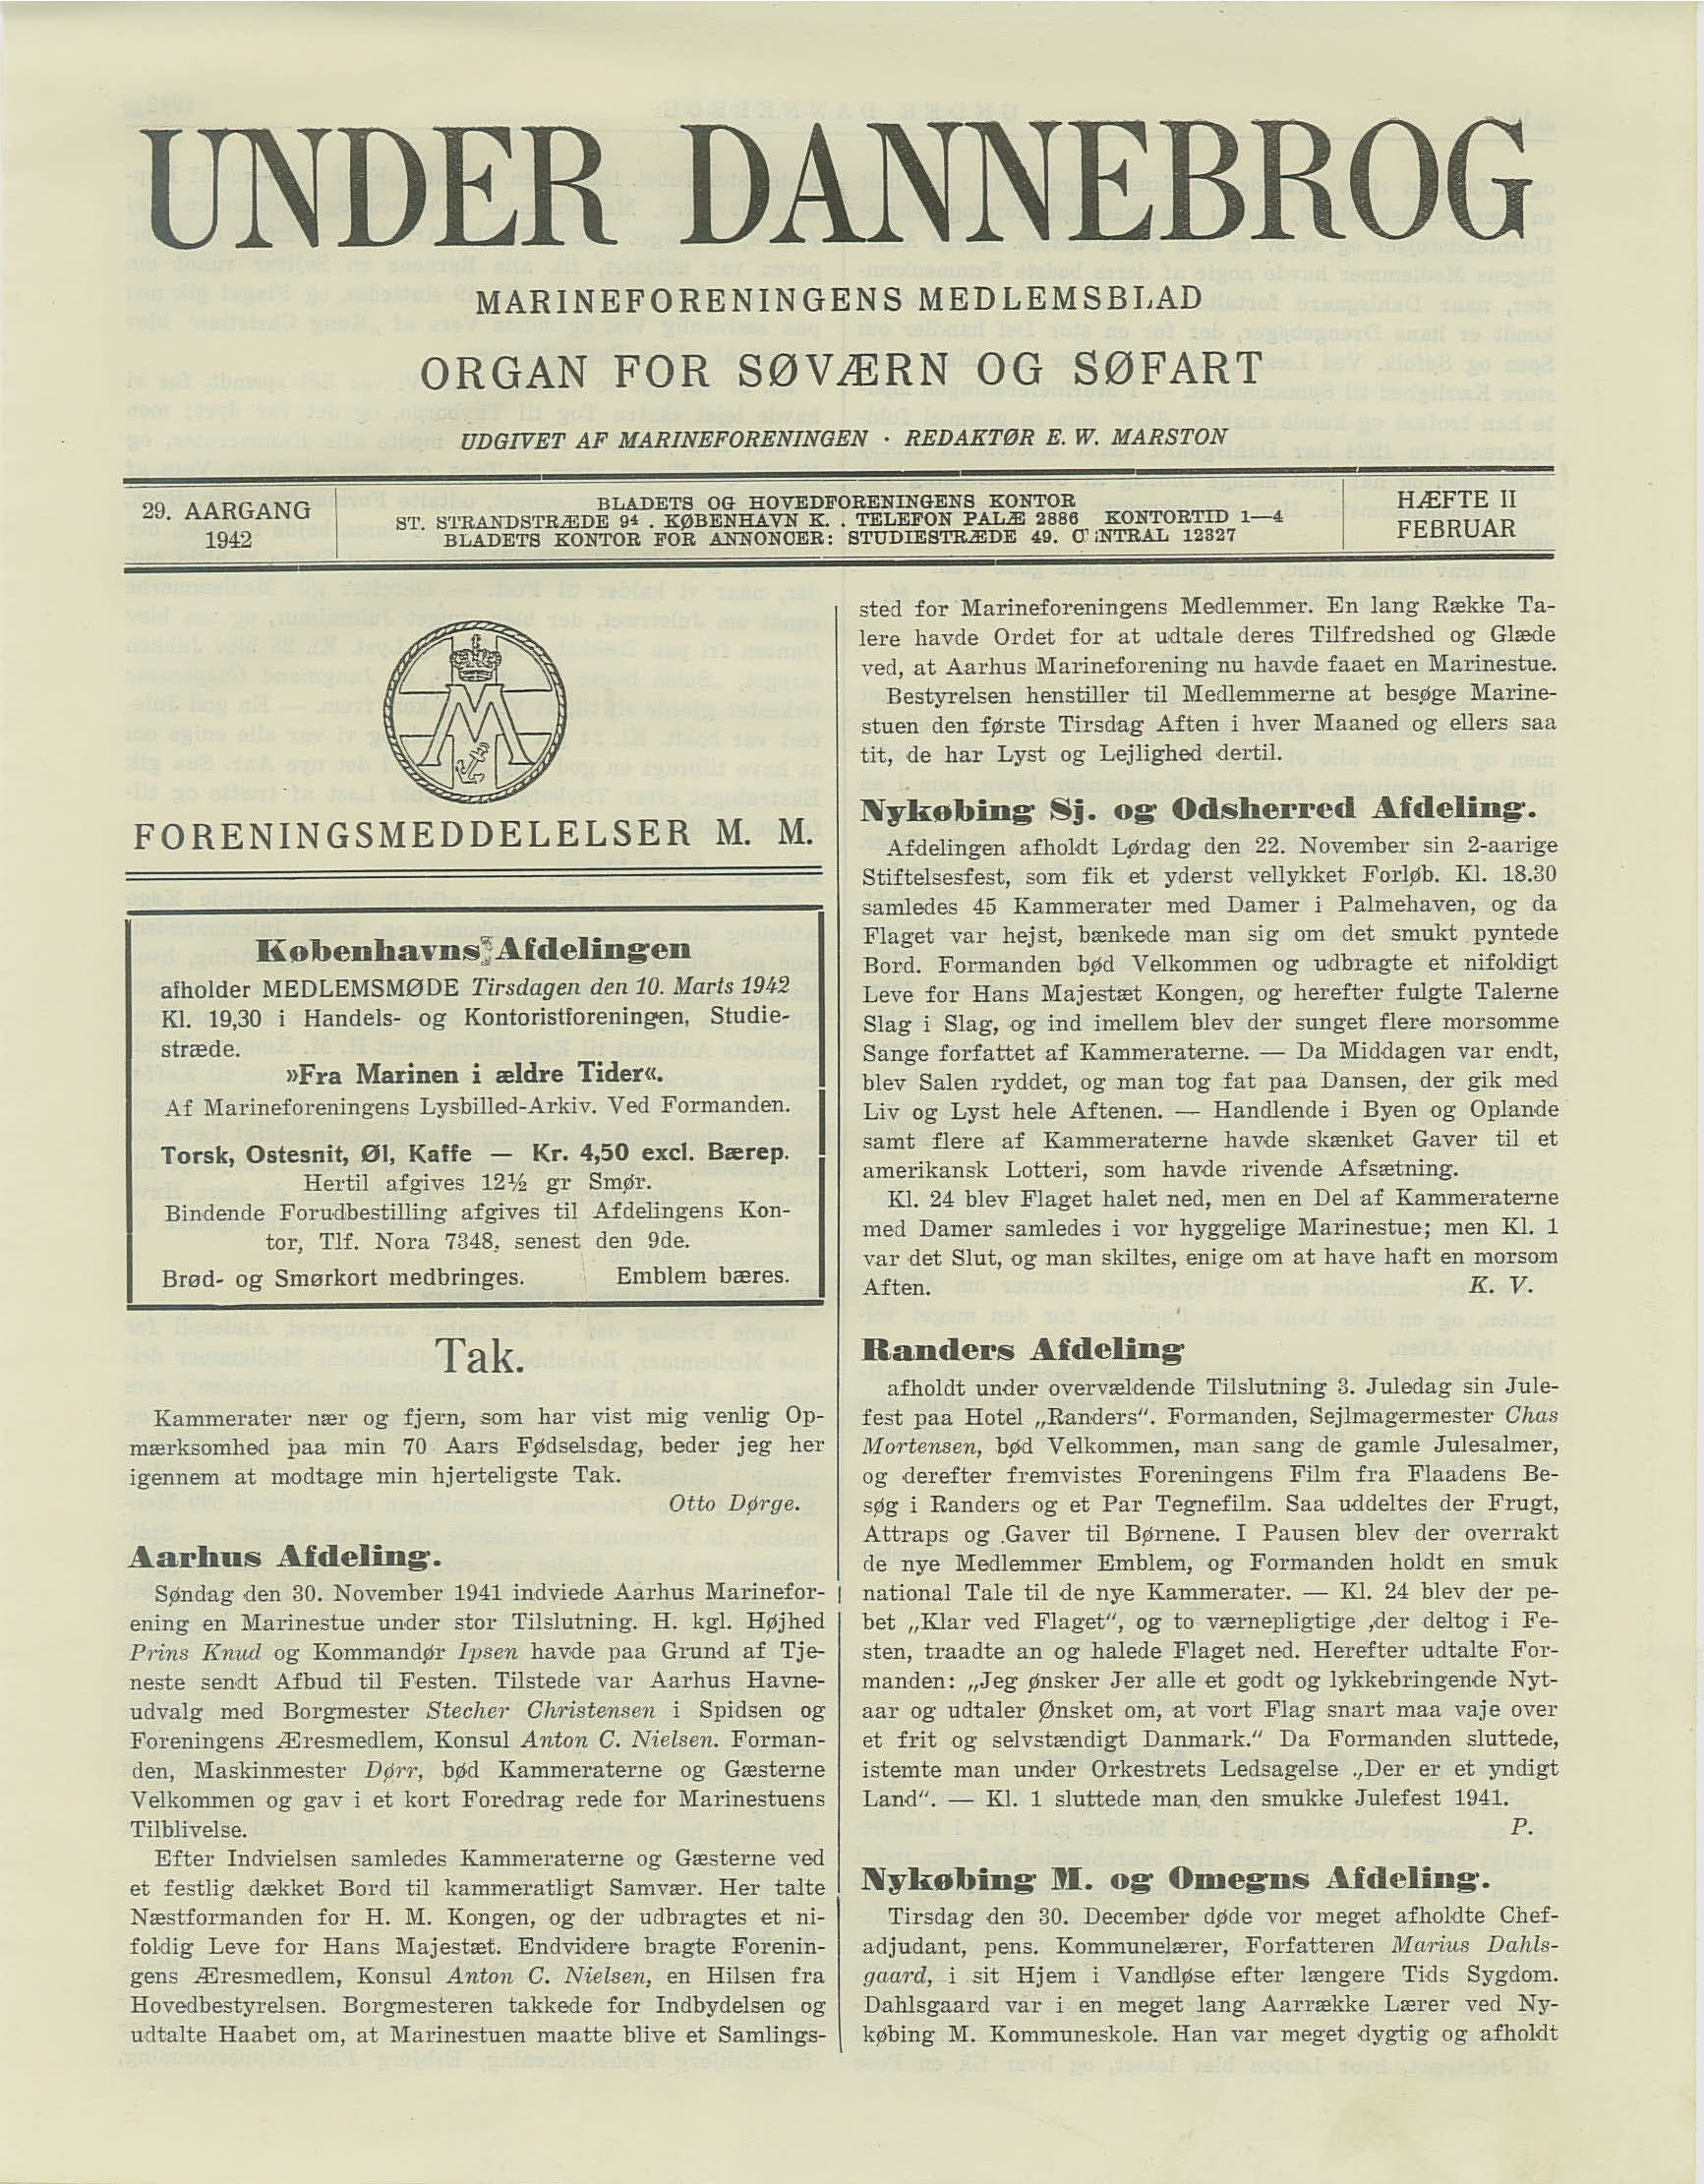 UNDER DANNEBROG
MARINEFORENINGENS MEDLEMSBLAD
ORGAN FOR SØVÆRN OG SØFART
UDGIVET AF MARINEFORENINGEN · REDAKTØR E. W. MARSTON
29. AARGANG
1942
BLADETS OG HOVEDFORENINGENS KONTOR
ST. STRANDSTRÆDE 9⁴ . KØBENHAVN K. . TELEFON PALÆ 2886 KONTORTID 1—4
BLADETS KONTOR FOR ANNONCER: STUDIESTRÆDE 49. CENTRAL 12327
HÆFTE II
FEBRUAR
FORENINGSMEDDELELSER M. M.
Københavns Afdelingen
afholder MEDLEMSMØDE Tirsdagen den 10. Marts 1942
Kl. 19,30 i Handels- og Kontoristforeningen, Studie-
stræde.
»Fra Marinen i ældre Tider«.
Af Marineforeningens Lysbilled-Arkiv. Ved Formanden.
Torsk, Ostesnit, Øl, Kaffe — Kr. 4,50 excl. Bærep.
Hertil afgives 12½ gr Smør.
Bindende Forudbestilling afgives til Afdelingens Kon-
tor, Tlf. Nora 7348, senest den 9de.
Brød- og Smørkort medbringes. Emblem bæres.
Tak.
Kammerater nær og fjern, som har vist mig venlig Op-
mærksomhed paa min 70 Aars Fødselsdag, beder jeg her
igennem at modtage min hjerteligste Tak.
Otto Dørge.
Aarhus Afdeling.
Søndag den 30. November 1941 indviede Aarhus Marinefor-
ening en Marinestue under stor Tilslutning. H. kgl. Højhed
Prins Knud og Kommandør Ipsen havde paa Grund af Tje-
neste sendt Afbud til Festen. Tilstede var Aarhus Havne-
udvalg med Borgmester Stecher Christensen i Spidsen og
Foreningens Æresmedlem, Konsul Anton C. Nielsen. Forman-
den, Maskinmester Dørr, bød Kammeraterne og Gæsterne
Velkommen og gav i et kort Foredrag rede for Marinestuens
Tilblivelse.
Efter Indvielsen samledes Kammeraterne og Gæsterne ved
et festlig dækket Bord til kammeratligt Samvær. Her talte
Næstformanden for H. M. Kongen, og der udbragtes et ni-
foldig Leve for Hans Majestæt. Endvidere bragte Forenin-
gens Æresmedlem, Konsul Anton C. Nielsen, en Hilsen fra
Hovedbestyrelsen. Borgmesteren takkede for Indbydelsen og
udtalte Haabet om, at Marinestuen maatte blive et Samlings-
sted for Marineforeningens Medlemmer. En lang Række Ta-
lere havde Ordet for at udtale deres Tilfredshed og Glæde
ved, at Aarhus Marineforening nu havde faaet en Marinestue.
Bestyrelsen henstiller til Medlemmerne at besøge Marine-
stuen den første Tirsdag Aften i hver Maaned og ellers saa
tit, de har Lyst og Lejlighed dertil.
Nykøbing Sj. og Odsherred Afdeling.
Afdelingen afholdt Lørdag den 22. November sin 2-aarige
Stiftelsesfest, som fik et yderst vellykket Forløb. Kl. 18.30
samledes 45 Kammerater med Damer i Palmehaven, og da
Flaget var hejst, bænkede man sig om det smukt pyntede
Bord. Formanden bød Velkommen og udbragte et nifoldigt
Leve for Hans Majestæt Kongen, og herefter fulgte Talerne
Slag i Slag, og ind imellem blev der sunget flere morsomme
Sange forfattet af Kammeraterne. — Da Middagen var endt,
blev Salen ryddet, og man tog fat paa Dansen, der gik med
Liv og Lyst hele Aftenen. — Handlende i Byen og Oplande
samt flere af Kammeraterne havde skænket Gaver til et
amerikansk Lotteri, som havde rivende Afsætning.
Kl. 24 blev Flaget halet ned, men en Del af Kammeraterne
med Damer samledes i vor hyggelige Marinestue; men Kl. 1
var det Slut, og man skiltes, enige om at have haft en morsom
Aften. K. V.
Randers Afdeling
afholdt under overvældende Tilslutning 3. Juledag sin Jule-
fest paa Hotel „Randers“. Formanden, Sejlmagermester Chas
Mortensen, bød Velkommen, man sang de gamle Julesalmer,
og derefter fremvistes Foreningens Film fra Flaadens Be-
søg i Randers og et Par Tegnefilm. Saa uddeltes der Frugt,
Attraps og .Gaver til Børnene. I Pausen blev der overrakt
de nye Medlemmer Emblem, og Formanden holdt en smuk
national Tale til de nye Kammerater. — Kl. 24 blev der pe-
bet „Klar ved Flaget“, og to værnepligtige ,der deltog i Fe-
sten, traadte an og halede Flaget ned. Herefter udtalte For-
manden: „Jeg ønsker Jer alle et godt og lykkebringende Nyt-
aar og udtaler Ønsket om, at vort Flag snart maa vaje over
et frit og selvstændigt Danmark.“ Da Formanden sluttede,
istemte man under Orkestrets Ledsagelse „Der er et yndigt
Land“. — Kl. 1 sluttede man den smukke Julefest 1941.
P.
Nykøbing M. og Omegns Afdeling.
Tirsdag den 30. December døde vor meget afholdte Chef-
adjudant, pens. Kommunelærer, Forfatteren Marius Dahls-
gaard, i sit Hjem i Vandløse efter længere Tids Sygdom.
Dahlsgaard var i en meget lang Aarrække Lærer ved Ny-
købing M. Kommuneskole. Han var meget dygtig og afholdt